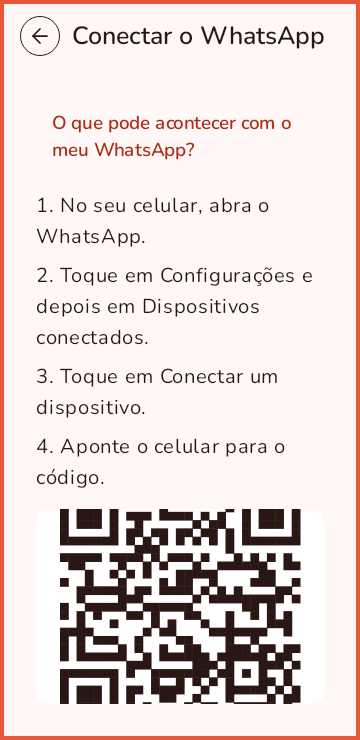 Conectar o WhatsApp
O que pode acontecer com o
meu WhatsApp?
1. No seu celular, abra o
WhatsApp.
2. Toque em Configurações e
depois em Dispositivos
conectados.
3. Toque em Conectar um
dispositivo.
4. Aponte o celular para o
código.